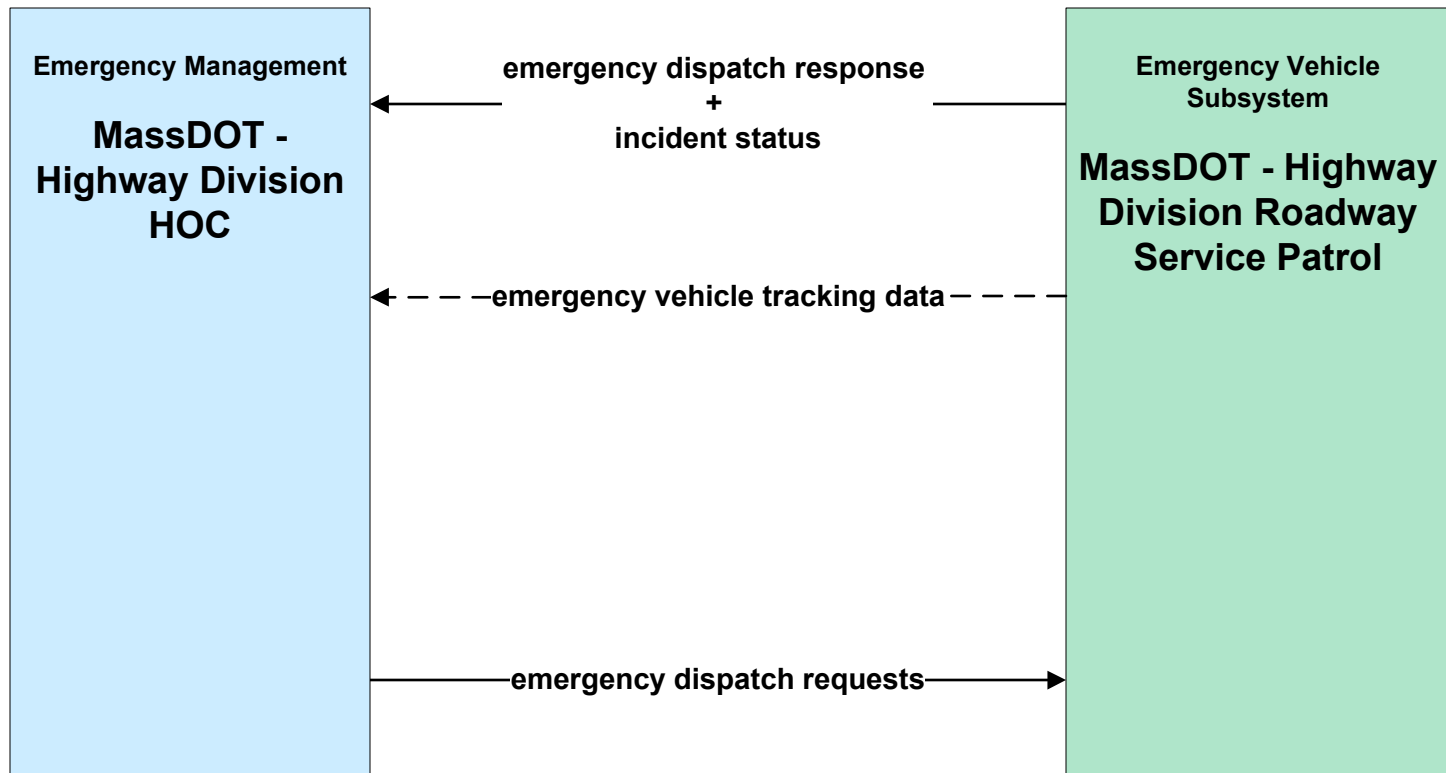 Emergency Management
MassDOT -
Highway Division
HOC
emergency dispatch response
+
incident status
Emergency Vehicle
Subsystem
MassDOT - Highway
Division Roadway
Service Patrol
emergency vehicle tracking data
emergency dispatch requests